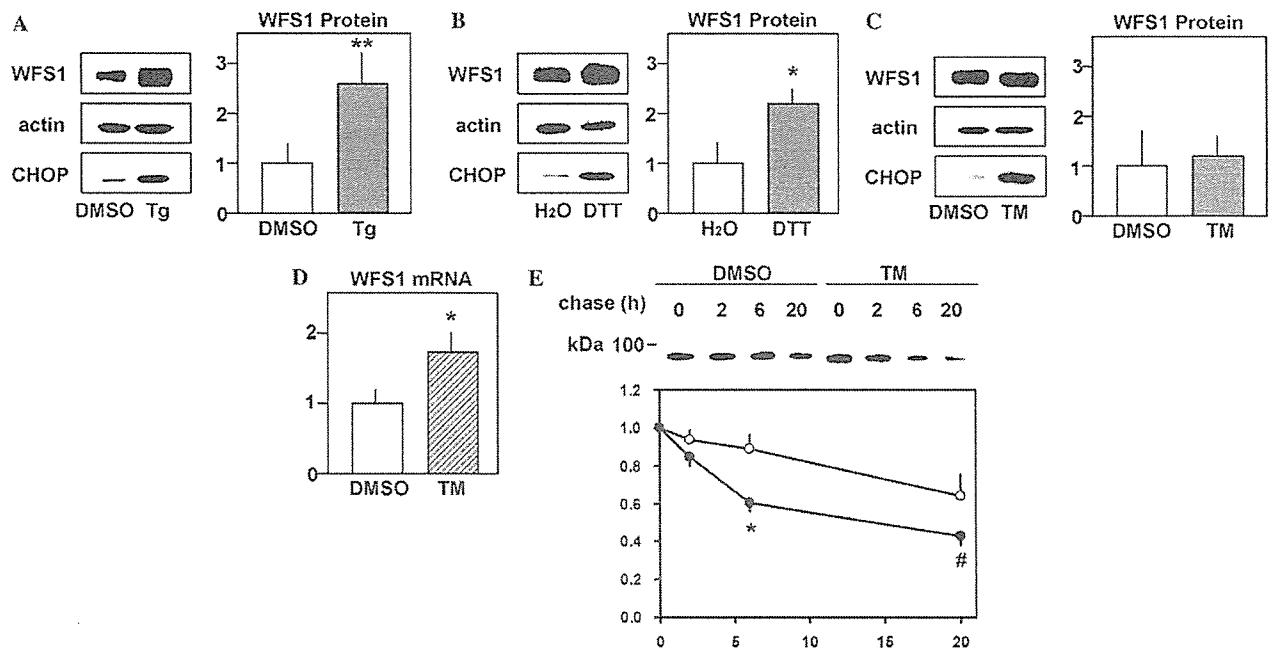 A
WFS1 Protein
**
WFS1
actin
CHOP
DMSO Tg
3
2
1
0
DMSO Tg
B
WFS1 Protein
*
WFS1
actin
CHOP
H2O DTT
3
2
1
0
H2O DTT
C
WFS1 Protein
WFS1
actin
CHOP
DMSO TM
3
2
1
0
DMSO TM
D
WFS1 mRNA
*
2
1
0
DMSO TM
E
DMSO TM
chase (h) 0 2 6 20 0 2 6 20
kDa 100
1.2
1.0
0.8
0.6
0.4
0.2
0.0
*
#
0 5 10 15 20